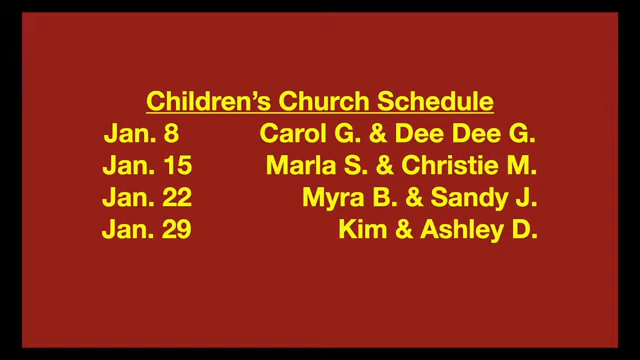 Children's Church Schedule
Jan. 8 Carol G. & Dee Dee G.
Jan. 15 Marla S. & Christie M.
Jan. 22 Myra B. & Sandy J.
Jan. 29 Kim & Ashley D.